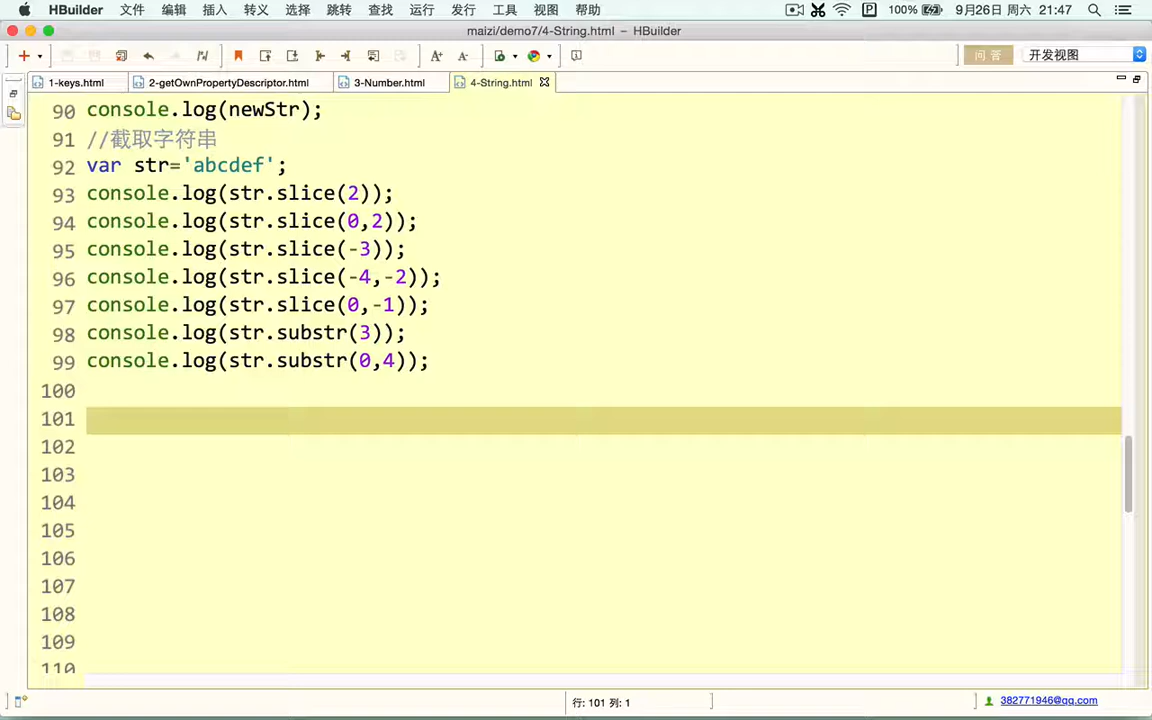 HBuilder 文件 编辑 插入 转义 选择 跳转 查找 运行 发行 工具 视图 帮助 100% 9月26日 周六 21:47
maizi/demo7/4-String.html — HBuilder
问 答 开发视图
1-keys.html 2-getOwnPropertyDescriptor.html 3-Number.html 4-String.html
90 console.log(newStr);
91 //截取字符串
92 var str='abcdef';
93 console.log(str.slice(2));
94 console.log(str.slice(0,2));
95 console.log(str.slice(-3));
96 console.log(str.slice(-4,-2));
97 console.log(str.slice(0,-1));
98 console.log(str.substr(3));
99 console.log(str.substr(0,4));
100
101
102
103
104
105
106
107
108
109
110
行: 101 列: 1 382771946@qq.com